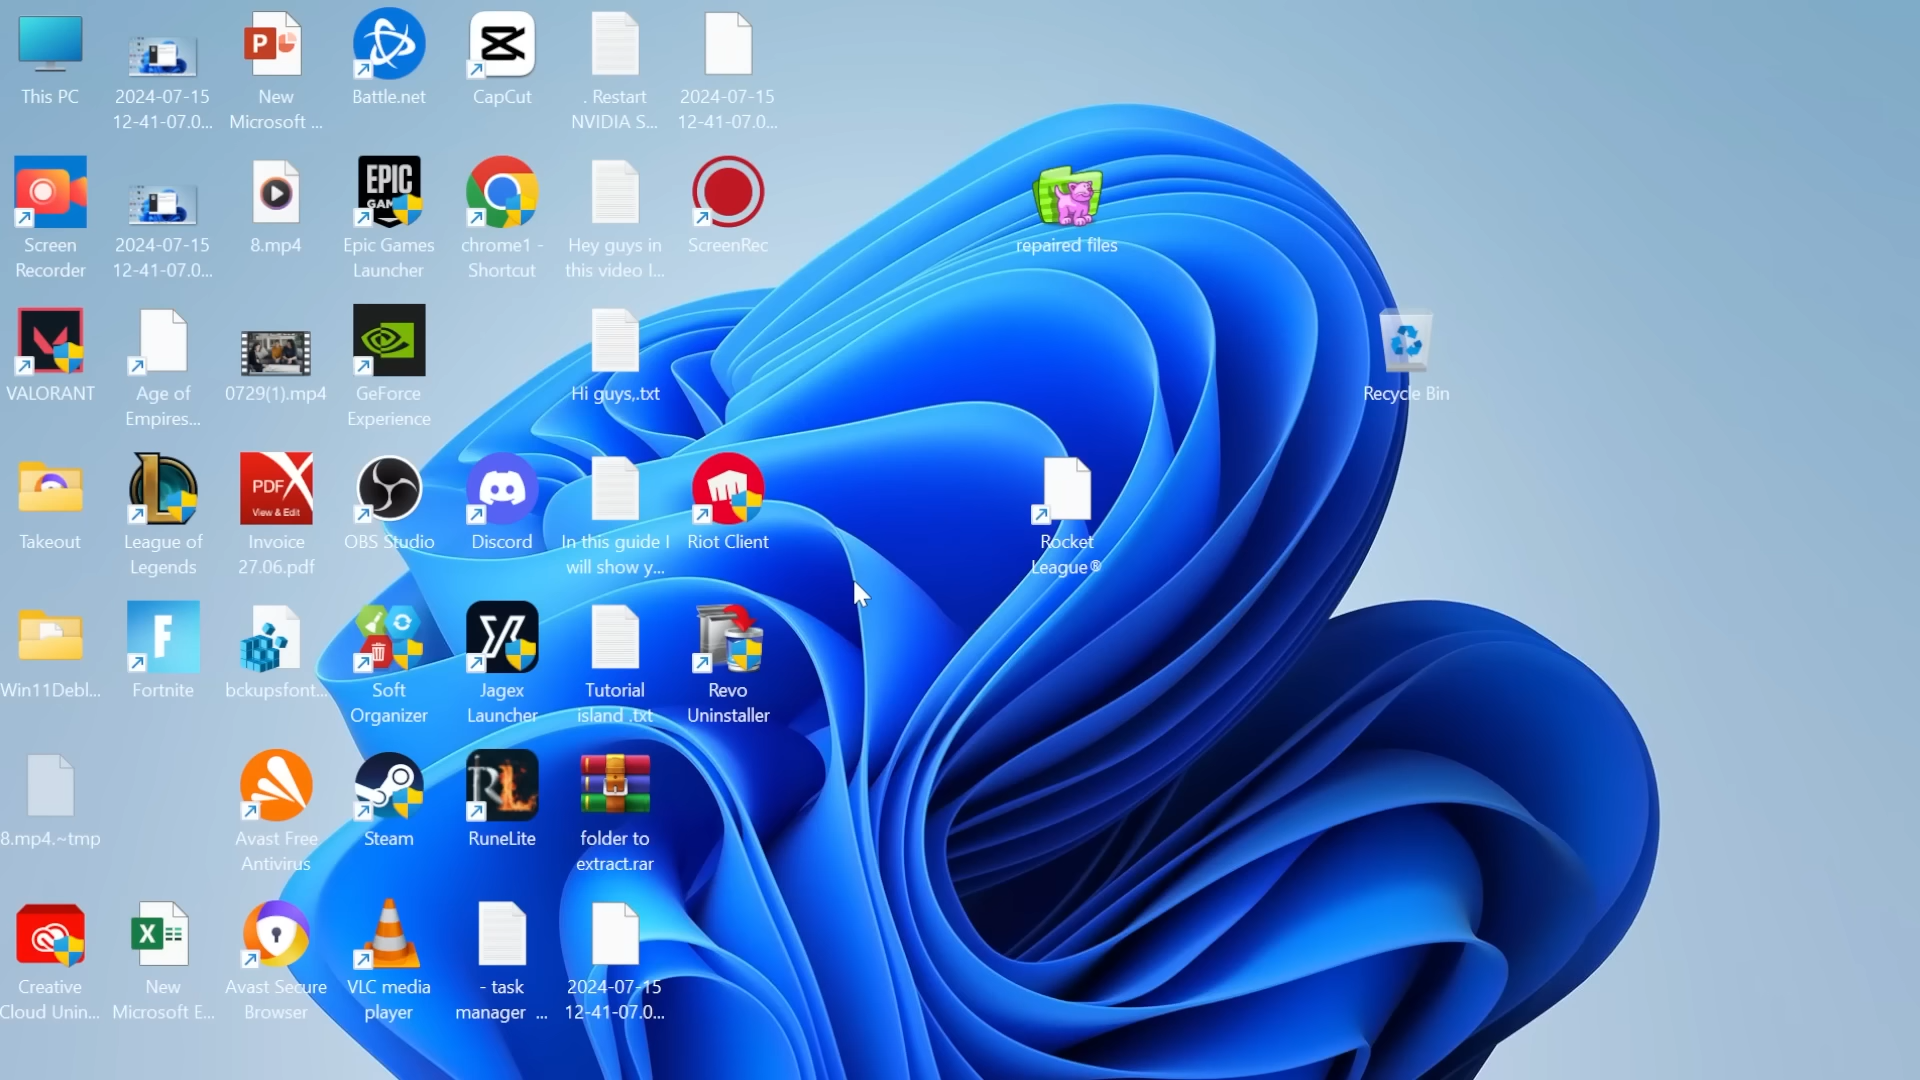 This PC
2024-07-15
12-41-07.0...
New
Microsoft ...
Battle.net
CapCut
. Restart
NVIDIA S...
2024-07-15
12-41-07.0...
Screen
Recorder
2024-07-15
12-41-07.0...
8.mp4
EPIC
GAM
Epic Games
Launcher
chrome1 -
Shortcut
Hey guys in
this video I...
ScreenRec
repaired files
VALORANT
Age of
Empires...
0729(1).mp4
GeForce
Experience
Hi guys,.txt
Recycle Bin
Takeout
League of
Legends
PDF
View & Edit
Invoice
27.06.pdf
OBS Studio
Discord
In this guide I
will show y...
Riot Client
Rocket
League®
Win11Debl...
F
Fortnite
bckupsfont...
Soft
Organizer
Jagex
Launcher
Tutorial
island .txt
Revo
Uninstaller
8.mp4.~tmp
Avast Free
Antivirus
Steam
RL
RuneLite
folder to
extract.rar
Creative
Cloud Unin...
X
New
Microsoft E...
Avast Secure
Browser
VLC media
player
- task
manager ...
2024-07-15
12-41-07.0...
P